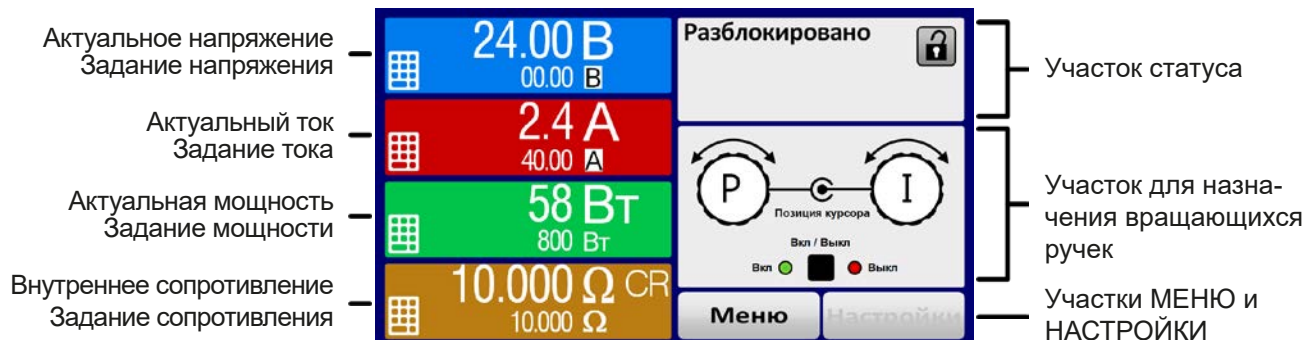 Актуальное напряжение
Задание напряжения
Актуальный ток
Задание тока
Актуальная мощность
Задание мощности
Внутреннее сопротивление
Задание сопротивления
24.00 В
00.00 В
2.4 А
40.00 А
58 Вт
800 Вт
10.000 Ω CR
10.000 Ω
Разблокировано
P
I
Позиция курсора
Вкл / Выкл
Вкл
Выкл
Меню
Настройки
Участок статуса
Участок для назна-
чения вращающихся
ручек
Участки МЕНЮ и
НАСТРОЙКИ